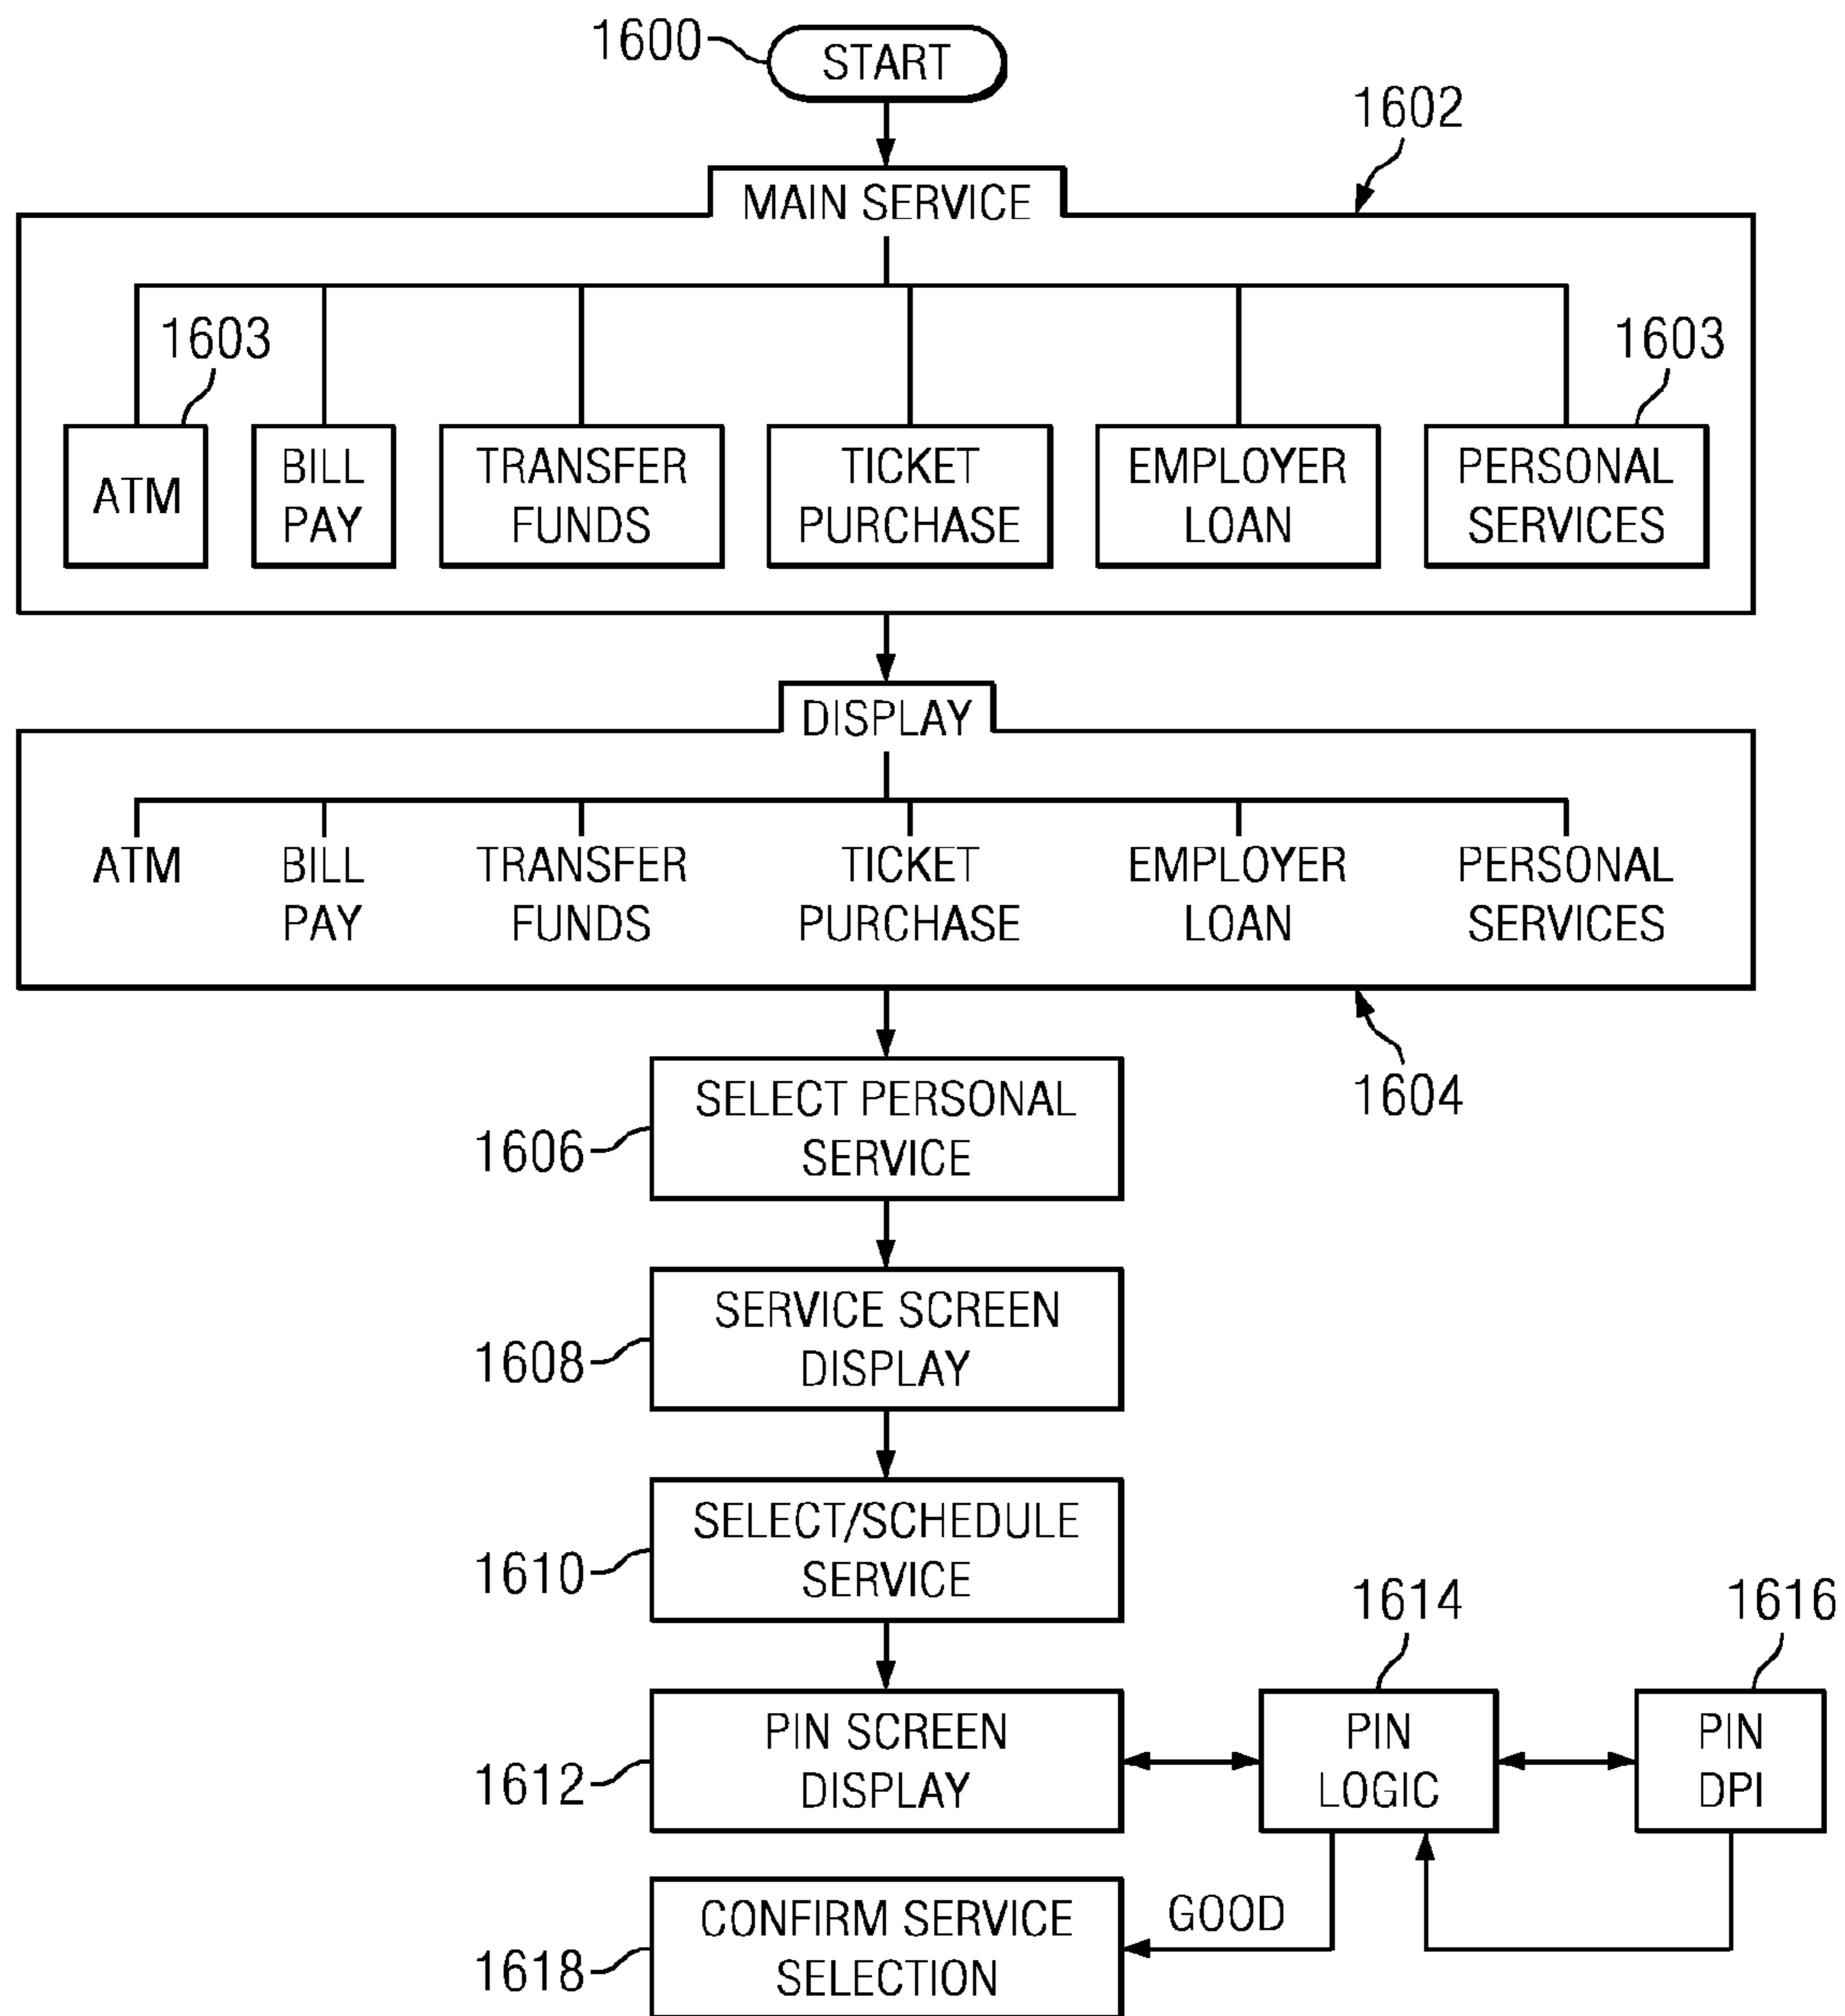 1600
START
1602
MAIN SERVICE
1603
1603
ATM
BILL
PAY
TRANSFER
FUNDS
TICKET
PURCHASE
EMPLOYER
LOAN
PERSONAL
SERVICES
DISPLAY
ATM
BILL
PAY
TRANSFER
FUNDS
TICKET
PURCHASE
EMPLOYER
LOAN
PERSONAL
SERVICES
1604
1606
SELECT PERSONAL
SERVICE
1608
SERVICE SCREEN
DISPLAY
1610
SELECT/SCHEDULE
SERVICE
1614
1616
1612
PIN SCREEN
DISPLAY
PIN
LOGIC
PIN
DPI
1618
CONFIRM SERVICE
SELECTION
GOOD